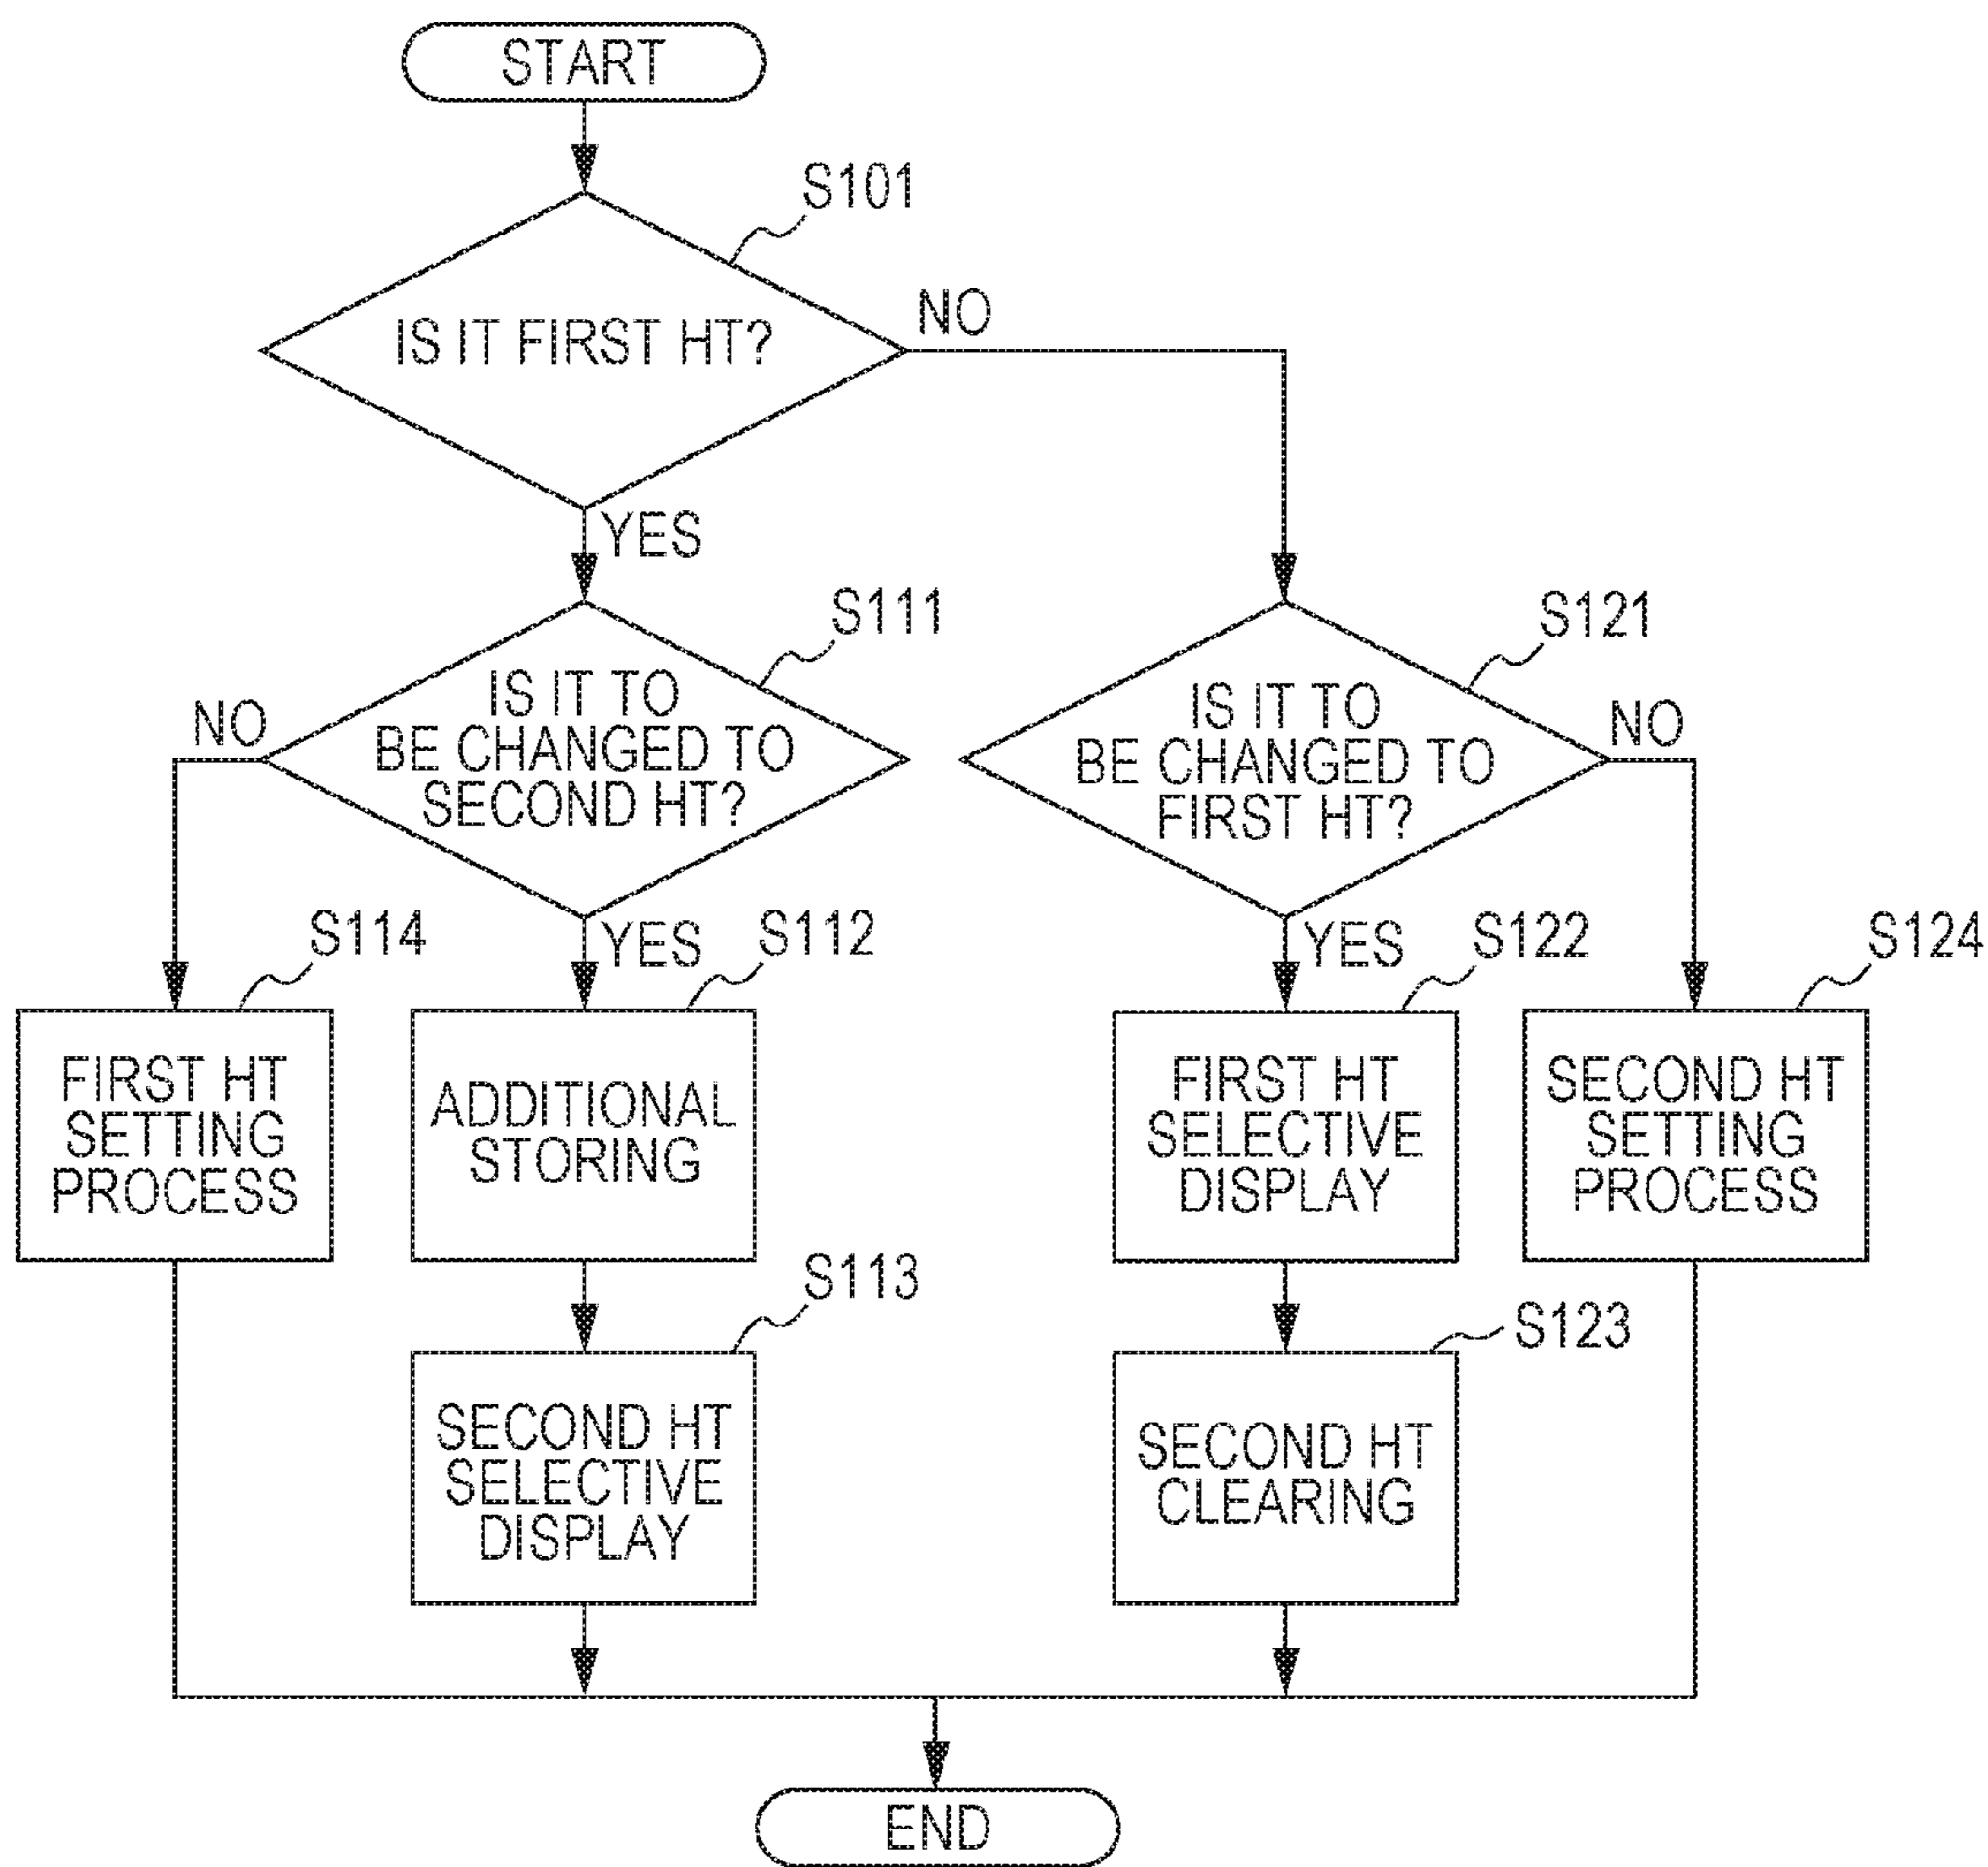 START
S101
IS IT FIRST HT?
NO
YES
S111
IS IT TO
BE CHANGED TO
SECOND HT?
NO
YES
S121
IS IT TO
BE CHANGED TO
FIRST HT?
NO
YES
S114
FIRST HT
SETTING
PROCESS
S112
ADDITIONAL
STORING
S122
FIRST HT
SELECTIVE
DISPLAY
S124
SECOND HT
SETTING
PROCESS
S113
SECOND HT
SELECTIVE
DISPLAY
S123
SECOND HT
CLEARING
END